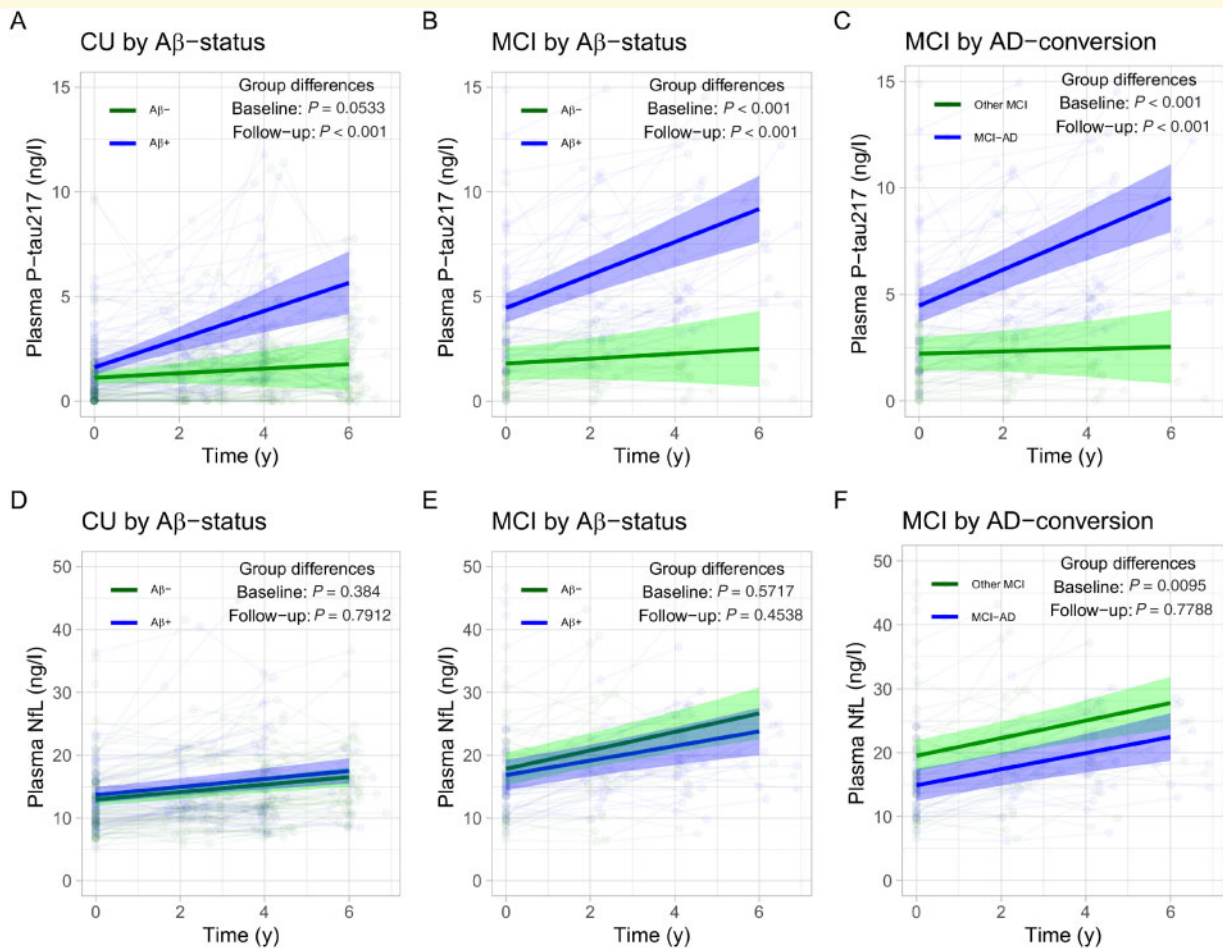 A
CU by Aβ−status
Group differences
Baseline: P = 0.0533
Follow−up: P < 0.001
Aβ−
Aβ+
15
10
5
0
Plasma P−tau217 (ng/l)
0 2 4 6
Time (y)
B
MCI by Aβ−status
Group differences
Baseline: P < 0.001
Follow−up: P < 0.001
Aβ−
Aβ+
15
10
5
0
Plasma P−tau217 (ng/l)
0 2 4 6
Time (y)
C
MCI by AD−conversion
Group differences
Baseline: P < 0.001
Follow−up: P < 0.001
Other MCI
MCI−AD
15
10
5
0
Plasma P−tau217 (ng/l)
0 2 4 6
Time (y)
D
CU by Aβ−status
Group differences
Baseline: P = 0.384
Follow−up: P = 0.7912
Aβ−
Aβ+
50
40
30
20
10
0
Plasma NfL (ng/l)
0 2 4 6
Time (y)
E
MCI by Aβ−status
Group differences
Baseline: P = 0.5717
Follow−up: P = 0.4538
Aβ−
Aβ+
50
40
30
20
10
0
Plasma NfL (ng/l)
0 2 4 6
Time (y)
F
MCI by AD−conversion
Group differences
Baseline: P = 0.0095
Follow−up: P = 0.7788
Other MCI
MCI−AD
50
40
30
20
10
0
Plasma NfL (ng/l)
0 2 4 6
Time (y)